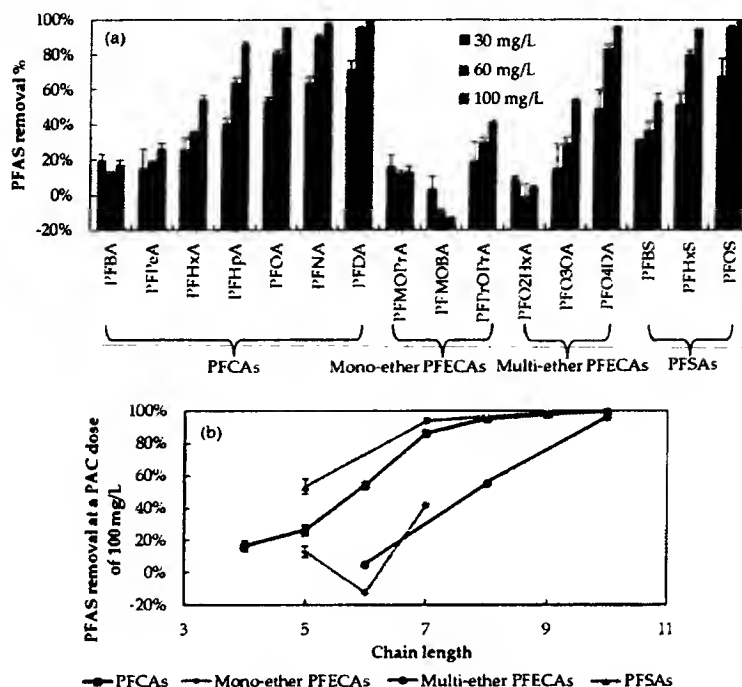 (a)
30 mg/L
60 mg/L
100 mg/L
PFAS removal %
100%
80%
60%
40%
20%
0%
-20%
PFBA
PFPeA
PFHxA
PFHpA
PFOA
PFNA
PFDA
PFMOPrA
PFMOBA
PFPrOPrA
PFO2HxA
PFO3OA
PFO4DA
PFBS
PFHxS
PFOS
PFCAs
Mono-ether PFECAs
Multi-ether PFECAs
PFSAs
(b)
PFAS removal at a PAC dose
of 100 mg/L
100%
80%
60%
40%
20%
0%
-20%
3
5
7
9
11
Chain length
PFCAs
Mono-ether PFECAs
Multi-ether PFECAs
PFSAs